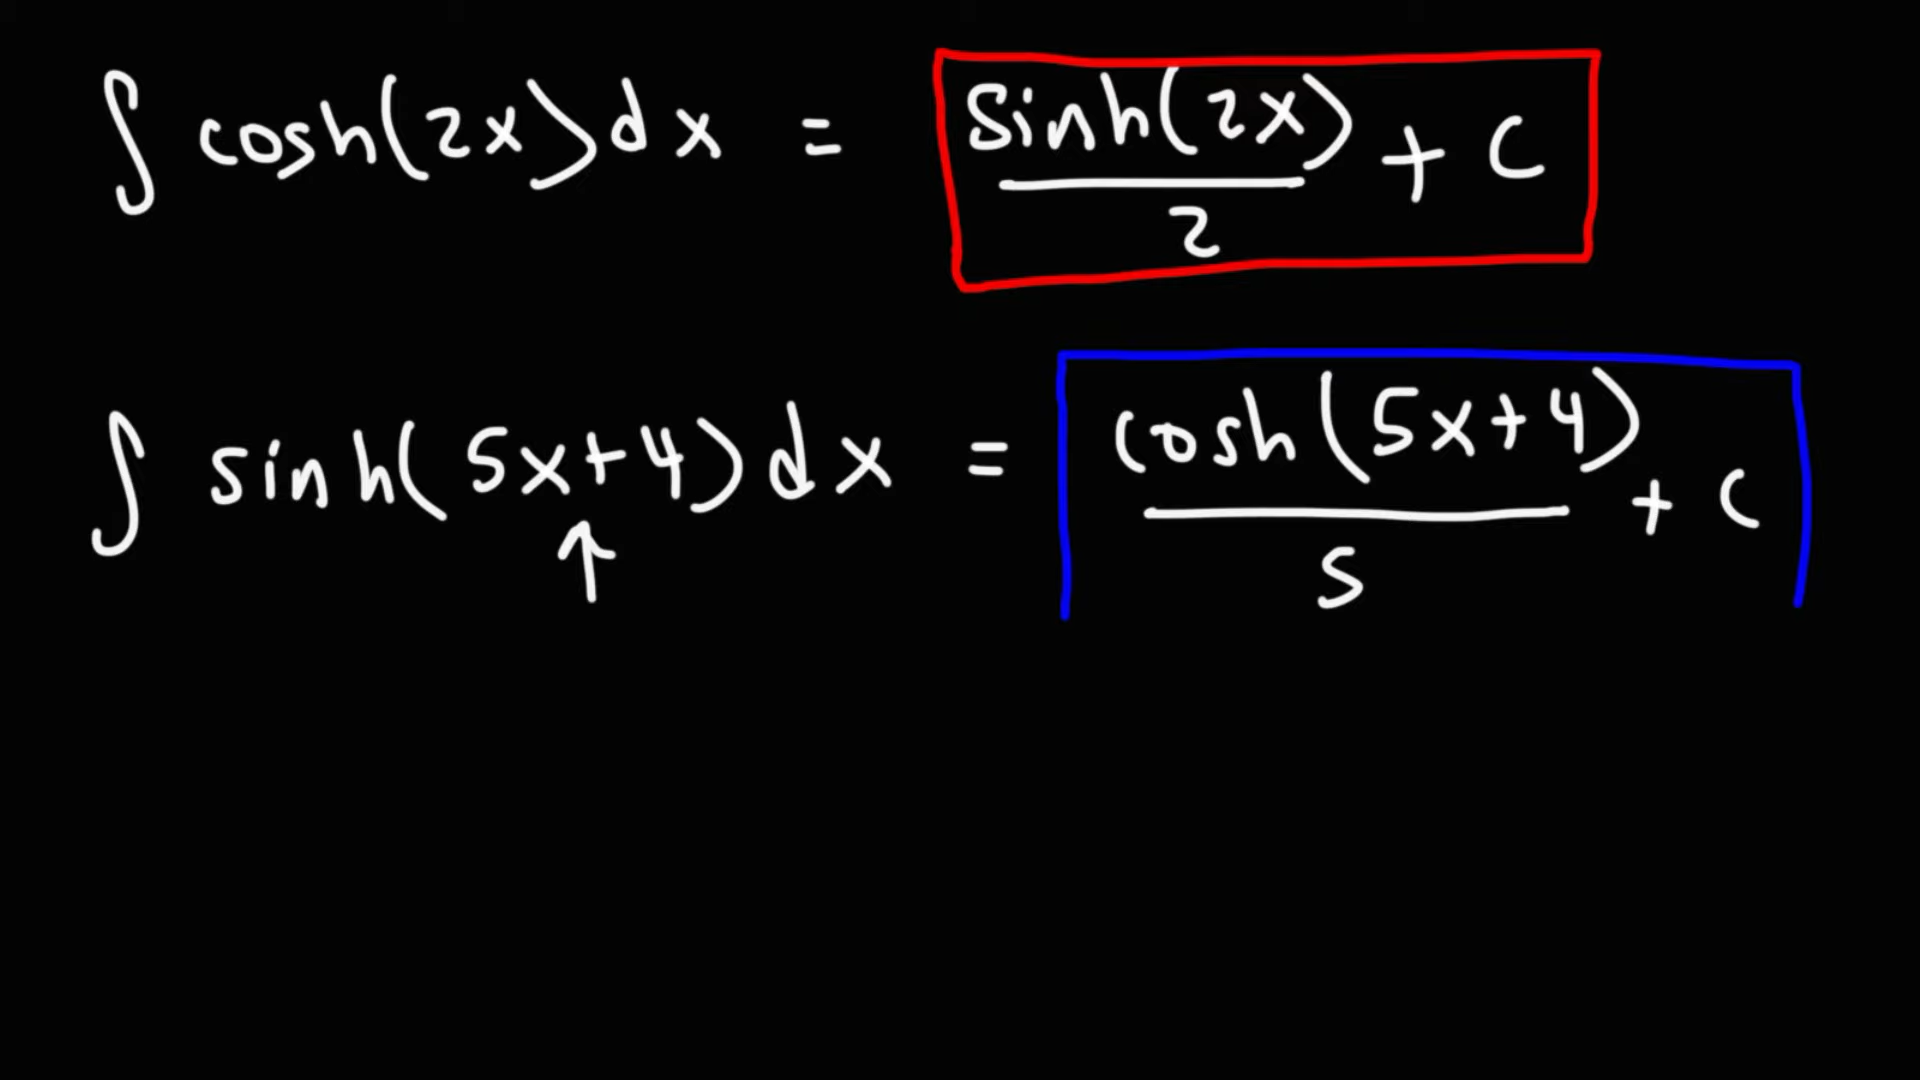 ∫ cosh(2x)dx = sinh(2x)/2 + C
∫ sinh(5x+4)dx = cosh(5x+4)/5 + C